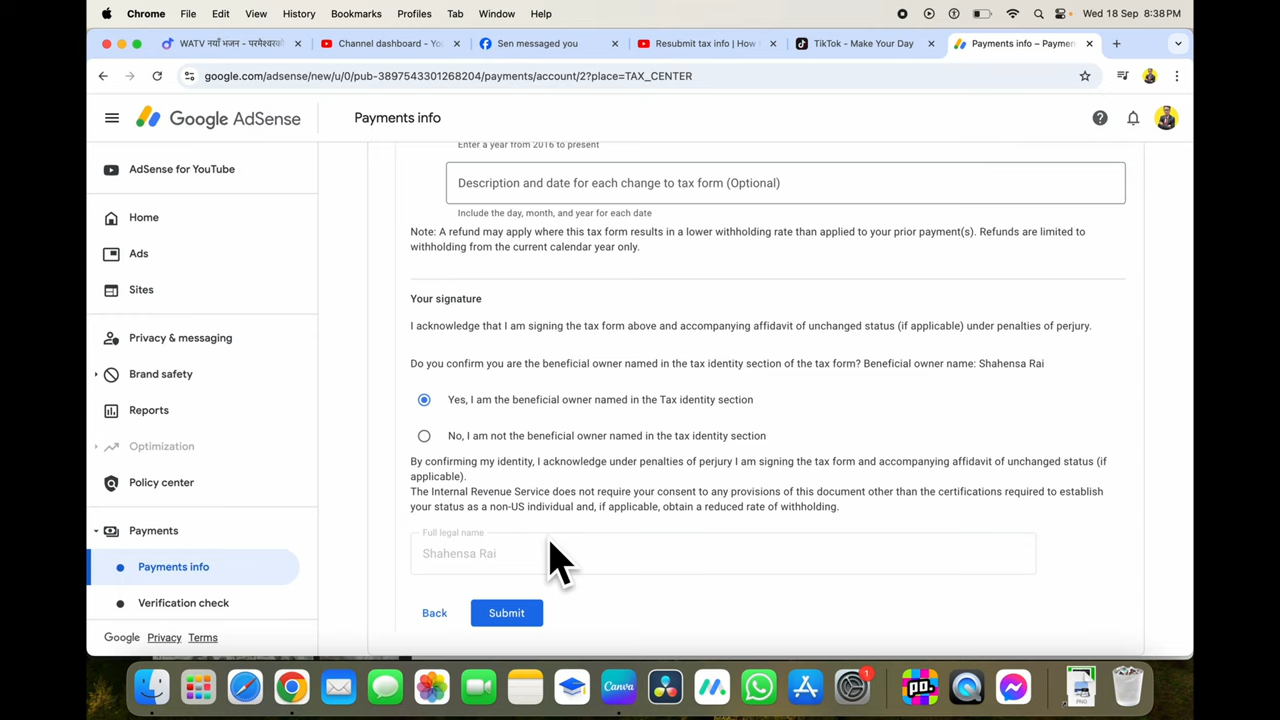 Chrome File Edit View History Bookmarks Profiles Tab Window Help Wed 18 Sep 8:38 PM
WATV नयाँ भजन - परमेश्वरको Channel dashboard - Yo Sen messaged you Resubmit tax info | How TikTok - Make Your Day Payments info – Paymen
google.com/adsense/new/u/0/pub-3897543301268204/payments/account/2?place=TAX_CENTER
Google AdSense Payments info
AdSense for YouTube
Home
Ads
Sites
Privacy & messaging
Brand safety
Reports
Optimization
Policy center
Payments
Payments info
Verification check
Google Privacy Terms
Enter a year from 2016 to present
Description and date for each change to tax form (Optional)
Include the day, month, and year for each date
Note: A refund may apply where this tax form results in a lower withholding rate than applied to your prior payment(s). Refunds are limited to
withholding from the current calendar year only.
Your signature
I acknowledge that I am signing the tax form above and accompanying affidavit of unchanged status (if applicable) under penalties of perjury.
Do you confirm you are the beneficial owner named in the tax identity section of the tax form? Beneficial owner name: Shahensa Rai
Yes, I am the beneficial owner named in the Tax identity section
No, I am not the beneficial owner named in the tax identity section
By confirming my identity, I acknowledge under penalties of perjury I am signing the tax form and accompanying affidavit of unchanged status (if
applicable).
The Internal Revenue Service does not require your consent to any provisions of this document other than the certifications required to establish
your status as a non-US individual and, if applicable, obtain a reduced rate of withholding.
Full legal name
Shahensa Rai
Back Submit
Canva po. 1
PNG